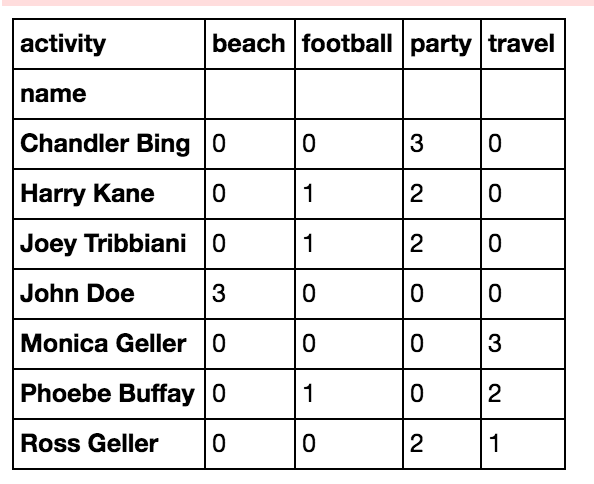 activity beach football party travel
name
Chandler Bing 0 0 3 0
Harry Kane 0 1 2 0
Joey Tribbiani 0 1 2 0
John Doe 3 0 0 0
Monica Geller 0 0 0 3
Phoebe Buffay 0 1 0 2
Ross Geller 0 0 2 1